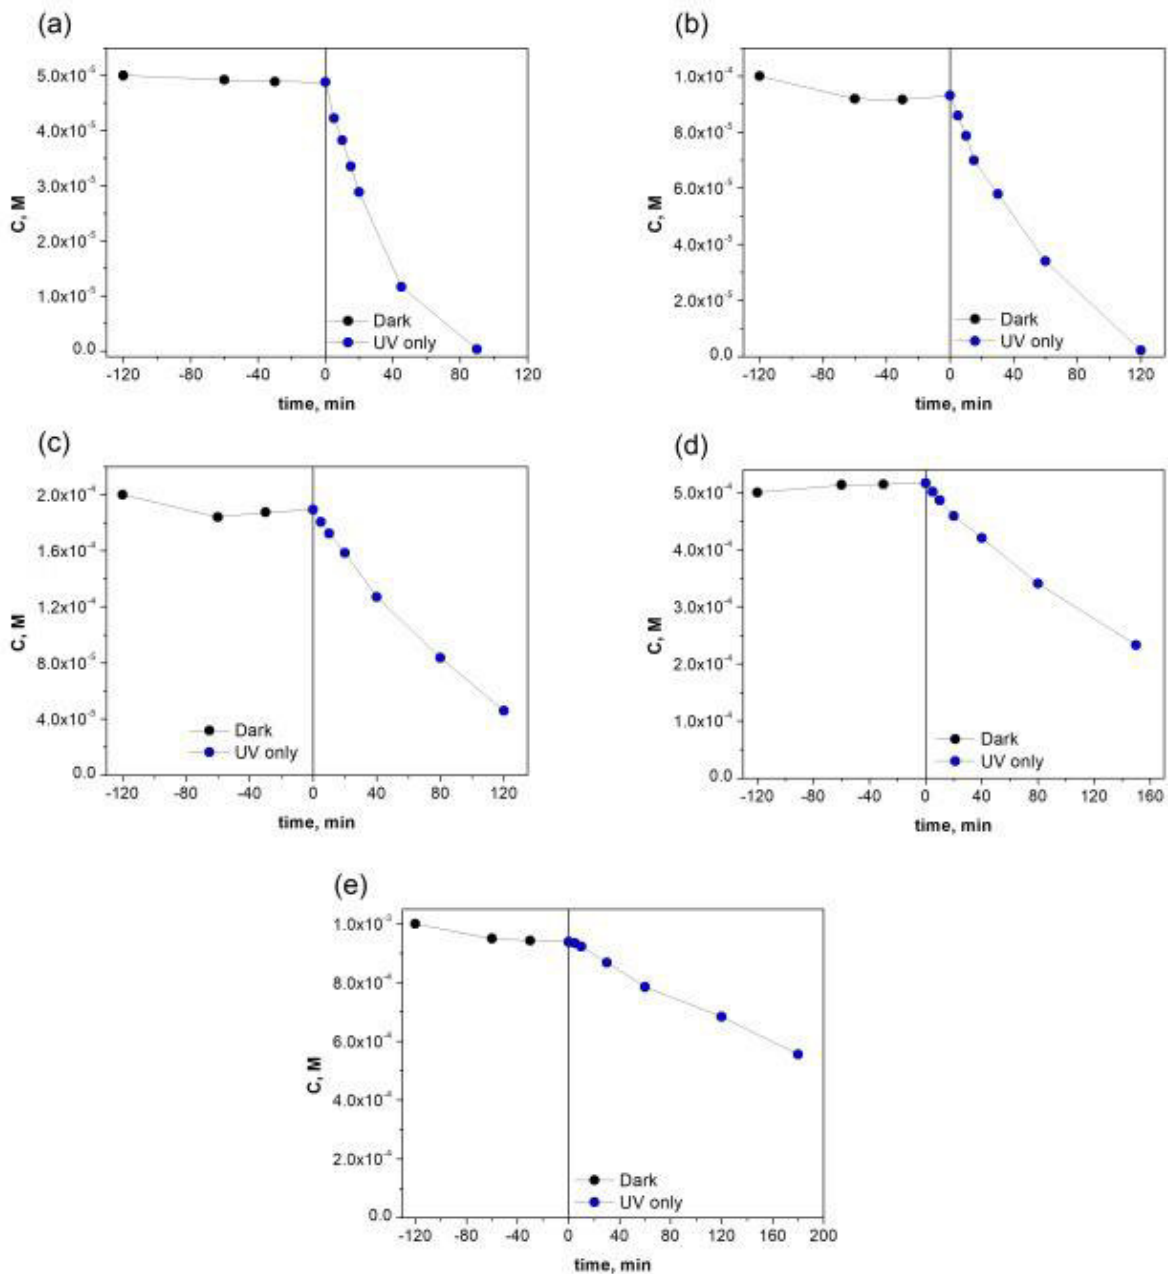 (a)
5.0x10⁻⁵
4.0x10⁻⁵
3.0x10⁻⁵
2.0x10⁻⁵
1.0x10⁻⁵
0.0
C, M
Dark
UV only
-120 -80 -40 0 40 80 120
time, min
(b)
1.0x10⁻⁴
8.0x10⁻⁵
6.0x10⁻⁵
4.0x10⁻⁵
2.0x10⁻⁵
0.0
C, M
Dark
UV only
-120 -80 -40 0 40 80 120
time, min
(c)
2.0x10⁻⁴
1.6x10⁻⁴
1.2x10⁻⁴
8.0x10⁻⁵
4.0x10⁻⁵
0.0
C, M
Dark
UV only
-120 -80 -40 0 40 80 120
time, min
(d)
5.0x10⁻⁴
4.0x10⁻⁴
3.0x10⁻⁴
2.0x10⁻⁴
1.0x10⁻⁴
0.0
C, M
Dark
UV only
-120 -80 -40 0 40 80 120 160
time, min
(e)
1.0x10⁻³
8.0x10⁻⁴
6.0x10⁻⁴
4.0x10⁻⁴
2.0x10⁻⁴
0.0
C, M
Dark
UV only
-120 -80 -40 0 40 80 120 160 200
time, min